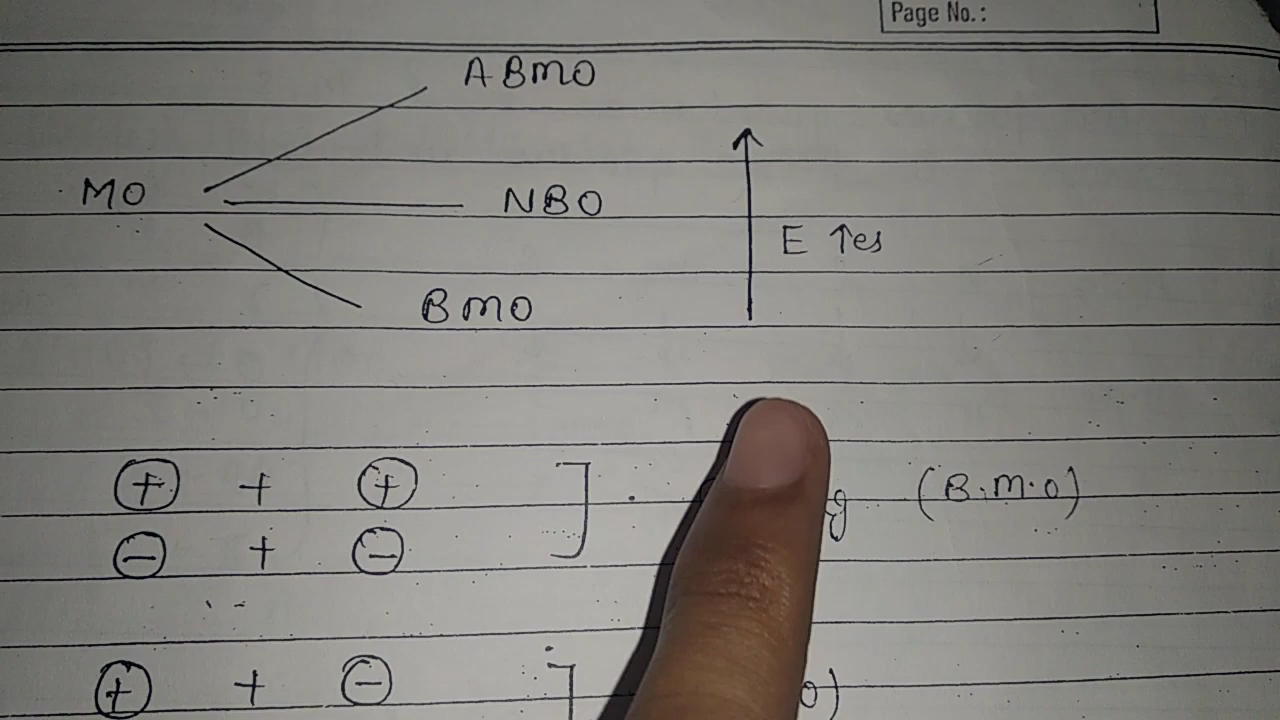 Page No.:
ABMO
MO NBO
E ↑es
BMO
⊕ + ⊕ ] (B.M.O)
⊖ + ⊖
⊕ + ⊖ ]